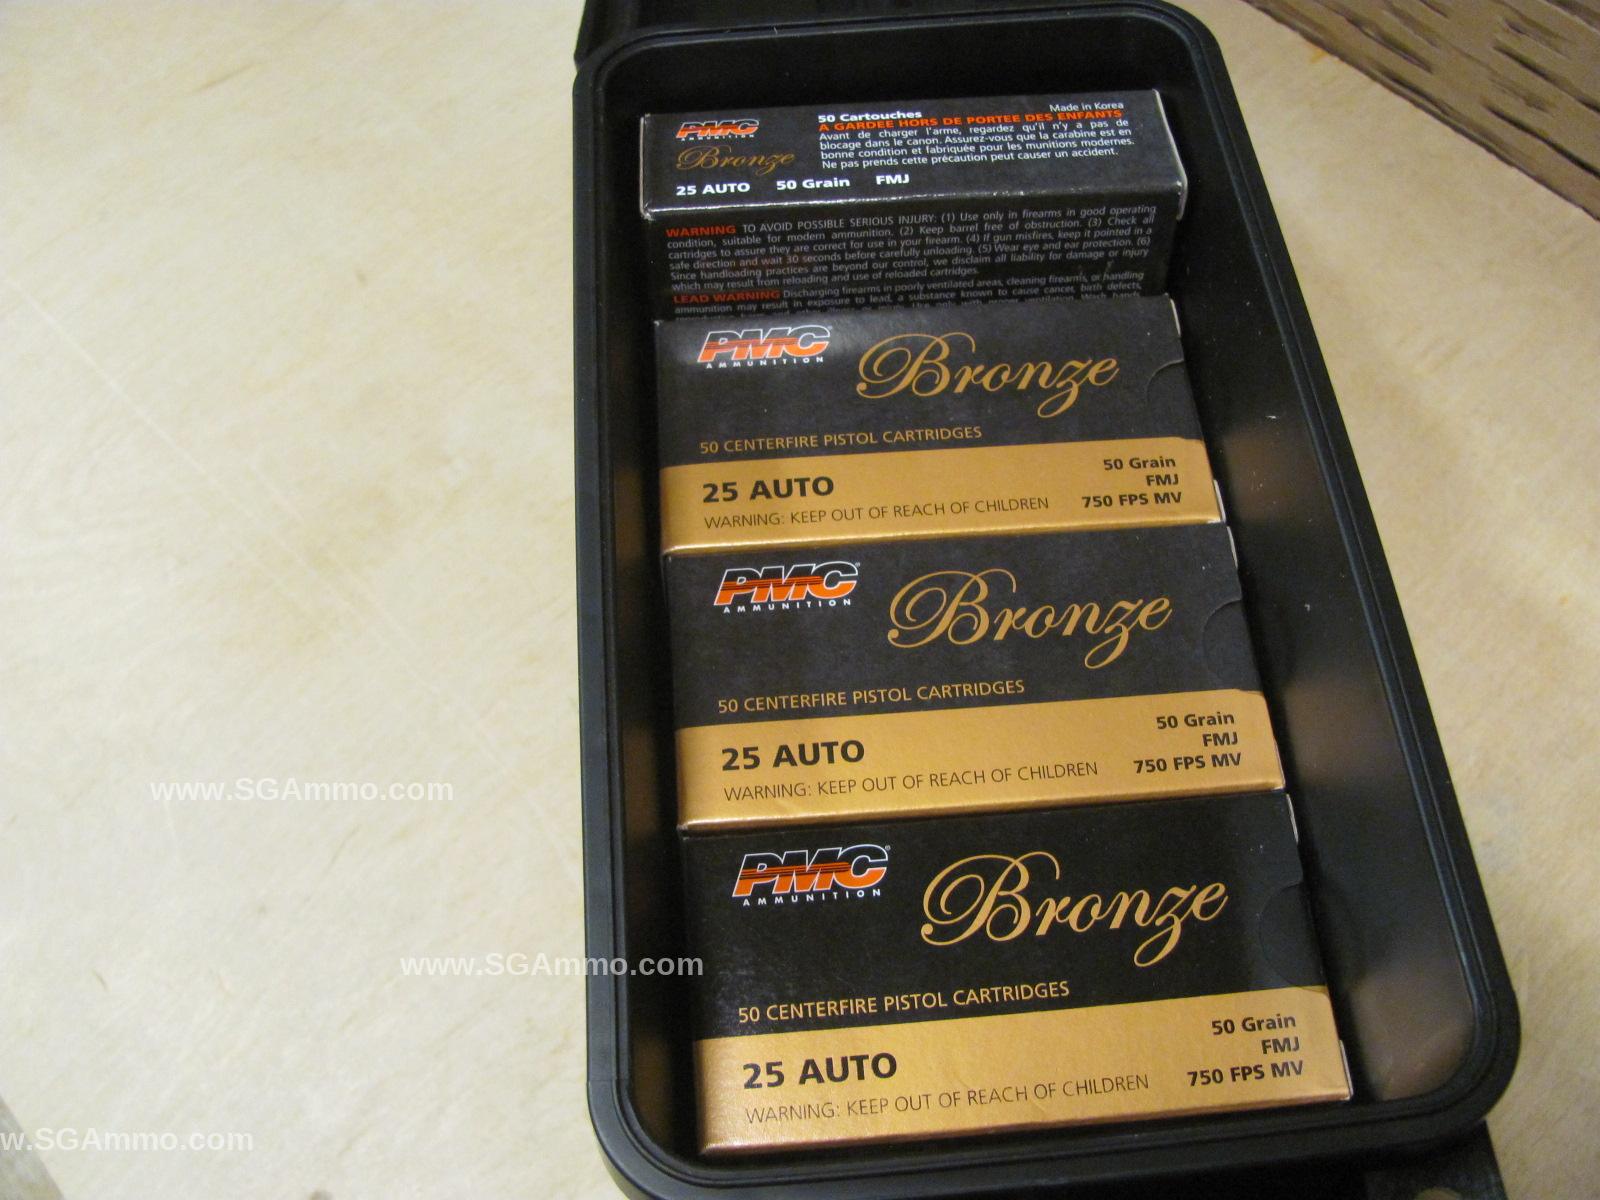 PMC
AMMUNITION
Bronze
25 AUTO 50 Grain FMJ
50 Cartouches Made in Korea
A GARDEE HORS DE PORTEE DES ENFANTS
Avant de charger l'arme, regardez qu'il n'y a pas de
blocage dans le canon. Assurez-vous que la carabine est en
bonne condition et fabriquée pour les munitions modernes.
Ne pas prends cette précaution peut causer un accident.
WARNING TO AVOID POSSIBLE SERIOUS INJURY: (1) Use only in firearms in good operating
condition, suitable for modern ammunition. (2) Keep barrel free of obstruction. (3) Check all
cartridges to assure they are correct for use in your firearm. (4) If gun misfires, keep it pointed in a
safe direction and wait 30 seconds before carefully unloading. (5) Wear eye and ear protection. (6)
Since handloading practices are beyond our control, we disclaim all liability for damage or injury
which may result from reloading and use of reloaded cartridges.
LEAD WARNING Discharging firearms in poorly ventilated areas, cleaning firearms, or handling
ammunition may result in exposure to lead, a substance known to cause cancer, birth defects,
PMC
AMMUNITION
Bronze
50 CENTERFIRE PISTOL CARTRIDGES
25 AUTO
WARNING: KEEP OUT OF REACH OF CHILDREN
50 Grain
FMJ
750 FPS MV
PMC
AMMUNITION
Bronze
50 CENTERFIRE PISTOL CARTRIDGES
25 AUTO
WARNING: KEEP OUT OF REACH OF CHILDREN
50 Grain
FMJ
750 FPS MV
PMC
AMMUNITION
Bronze
50 CENTERFIRE PISTOL CARTRIDGES
25 AUTO
WARNING: KEEP OUT OF REACH OF CHILDREN
50 Grain
FMJ
750 FPS MV
www.SGAmmo.com
www.SGAmmo.com
w.SGAmmo.com